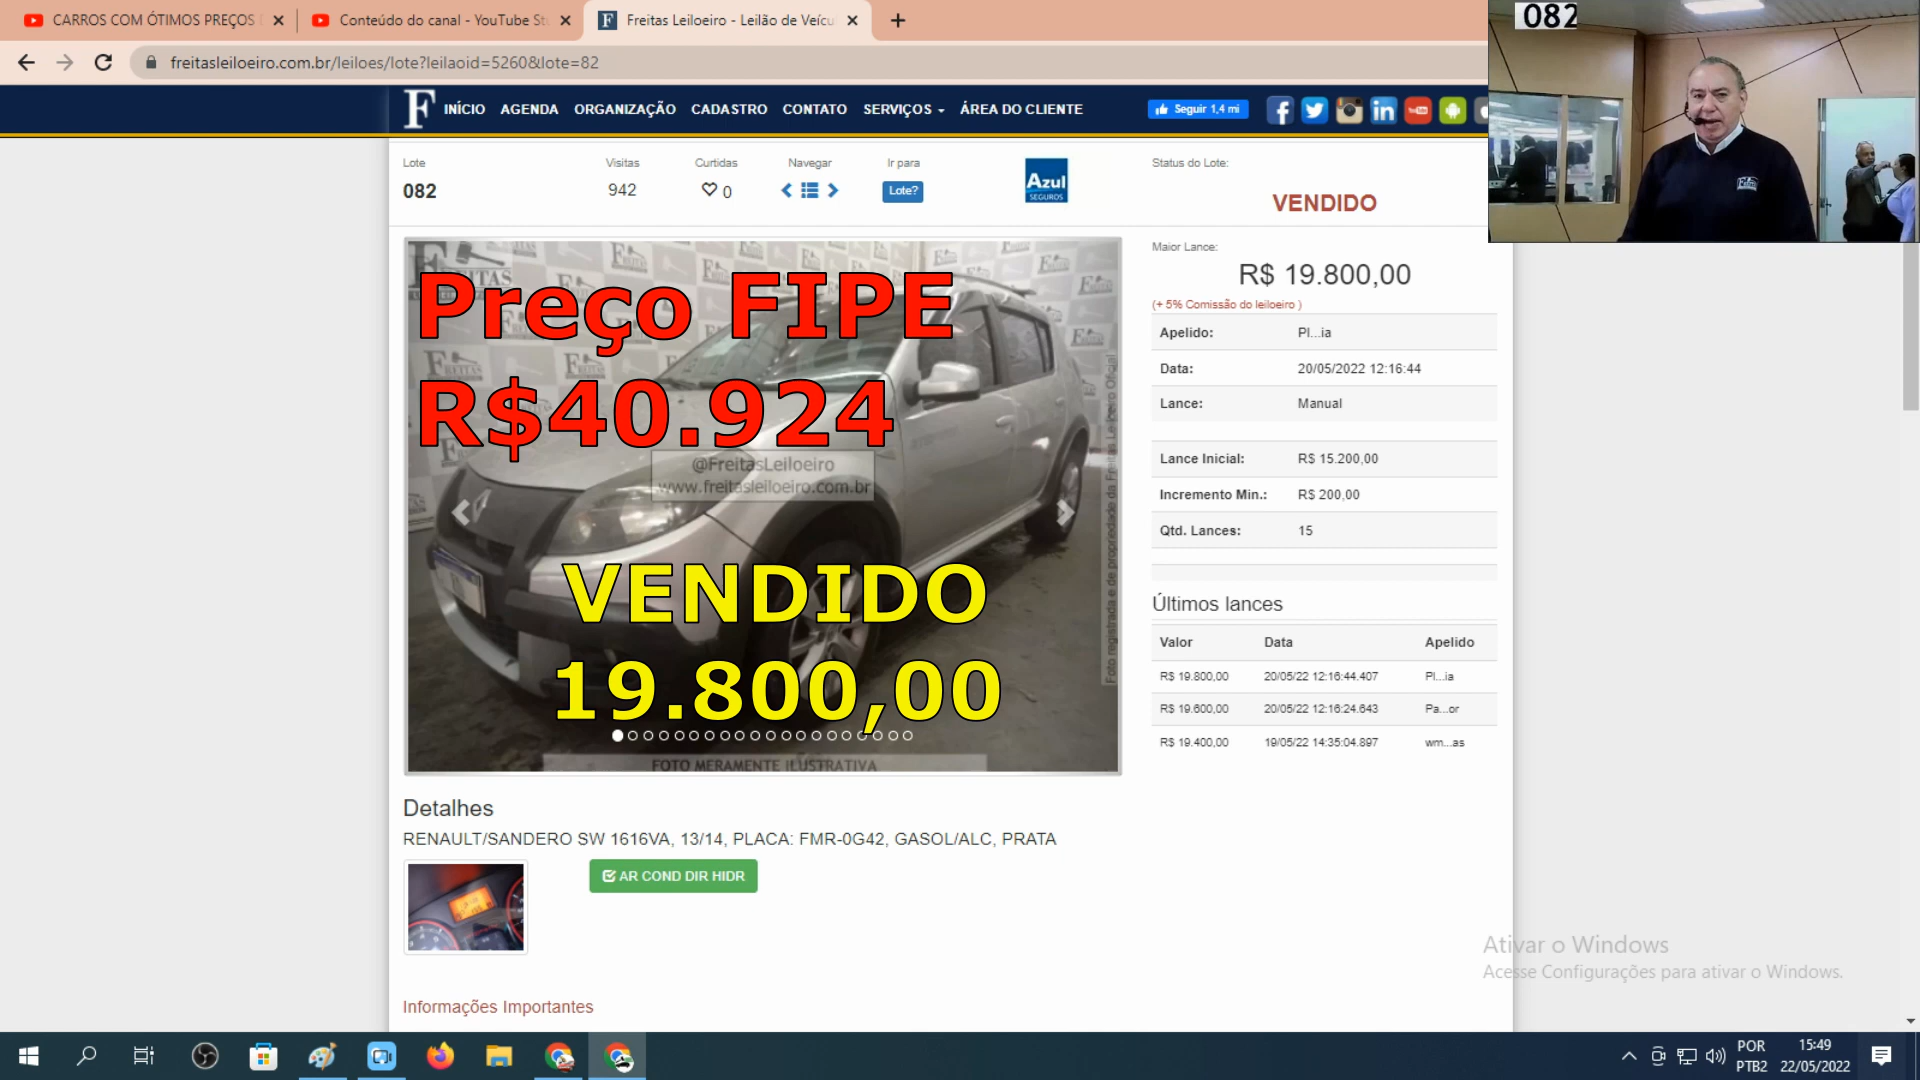 CARROS COM ÓTIMOS PREÇOS
Conteúdo do canal - YouTube St
Freitas Leiloeiro - Leilão de Veícu
freitasleiloeiro.com.br/leiloes/lote?leilaoid=5260&lote=82
082
F
INÍCIO
AGENDA
ORGANIZAÇÃO
CADASTRO
CONTATO
SERVIÇOS
ÁREA DO CLIENTE
Seguir 1,4 mi
Lote
082
Visitas
942
Curtidas
0
Navegar
Ir para
Lote?
Azul
SEGUROS
Status do Lote:
VENDIDO
Preço FIPE
R$40.924
@FreitasLeiloeiro
www.freitasleiloeiro.com.br
VENDIDO
19.800,00
FOTO MERAMENTE ILUSTRATIVA
Foto registrada e de propriedade da Freitas Leiloeiro Oficial
Maior Lance:
R$ 19.800,00
(+ 5% Comissão do leiloeiro )
Apelido: Pl...ia
Data: 20/05/2022 12:16:44
Lance: Manual
Lance Inicial: R$ 15.200,00
Incremento Min.: R$ 200,00
Qtd. Lances: 15
Últimos lances
Valor Data Apelido
R$ 19.800,00 20/05/22 12:16:44.407 Pl...ia
R$ 19.600,00 20/05/22 12:16:24.643 Pa...or
R$ 19.400,00 19/05/22 14:35:04.897 wm...as
Detalhes
RENAULT/SANDERO SW 1616VA, 13/14, PLACA: FMR-0G42, GASOL/ALC, PRATA
AR COND DIR HIDR
Informações Importantes
Ativar o Windows
Acesse Configurações para ativar o Windows.
POR
PTB2
15:49
22/05/2022